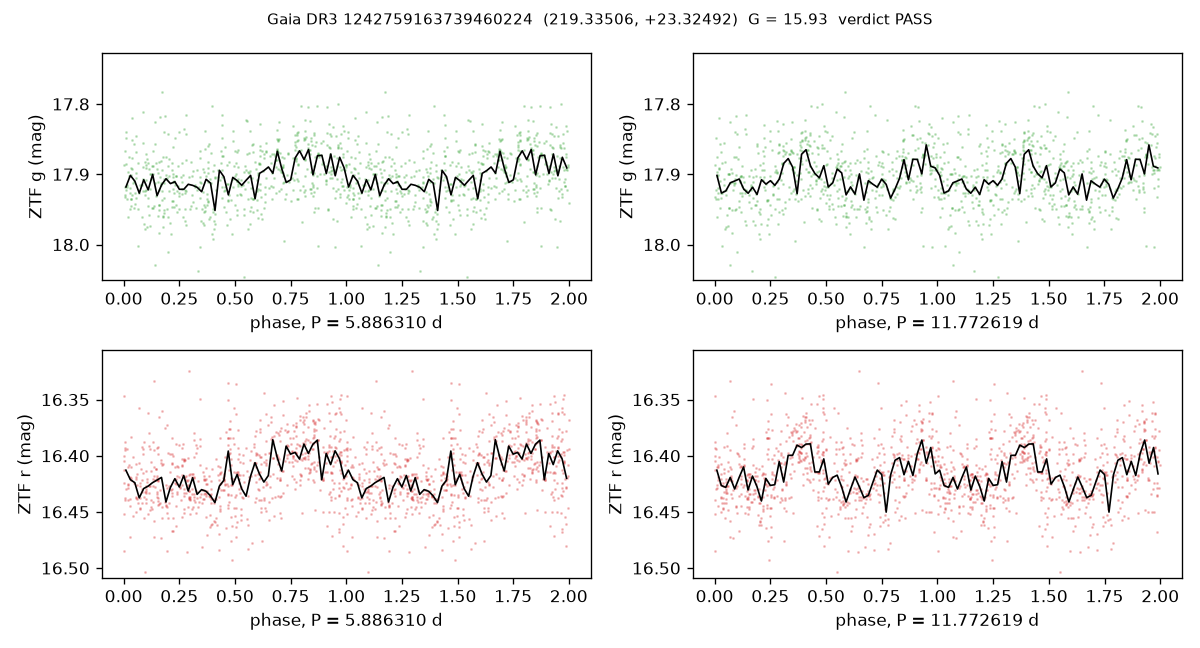 Gaia DR3 1242759163739460224 (219.33506, +23.32492) G = 15.93 verdict PASS
ZTF g (mag)
17.8
17.9
18.0
0.00 0.25 0.50 0.75 1.00 1.25 1.50 1.75 2.00
phase, P = 5.886310 d
ZTF g (mag)
17.8
17.9
18.0
0.00 0.25 0.50 0.75 1.00 1.25 1.50 1.75 2.00
phase, P = 11.772619 d
ZTF r (mag)
16.35
16.40
16.45
16.50
0.00 0.25 0.50 0.75 1.00 1.25 1.50 1.75 2.00
phase, P = 5.886310 d
ZTF r (mag)
16.35
16.40
16.45
16.50
0.00 0.25 0.50 0.75 1.00 1.25 1.50 1.75 2.00
phase, P = 11.772619 d